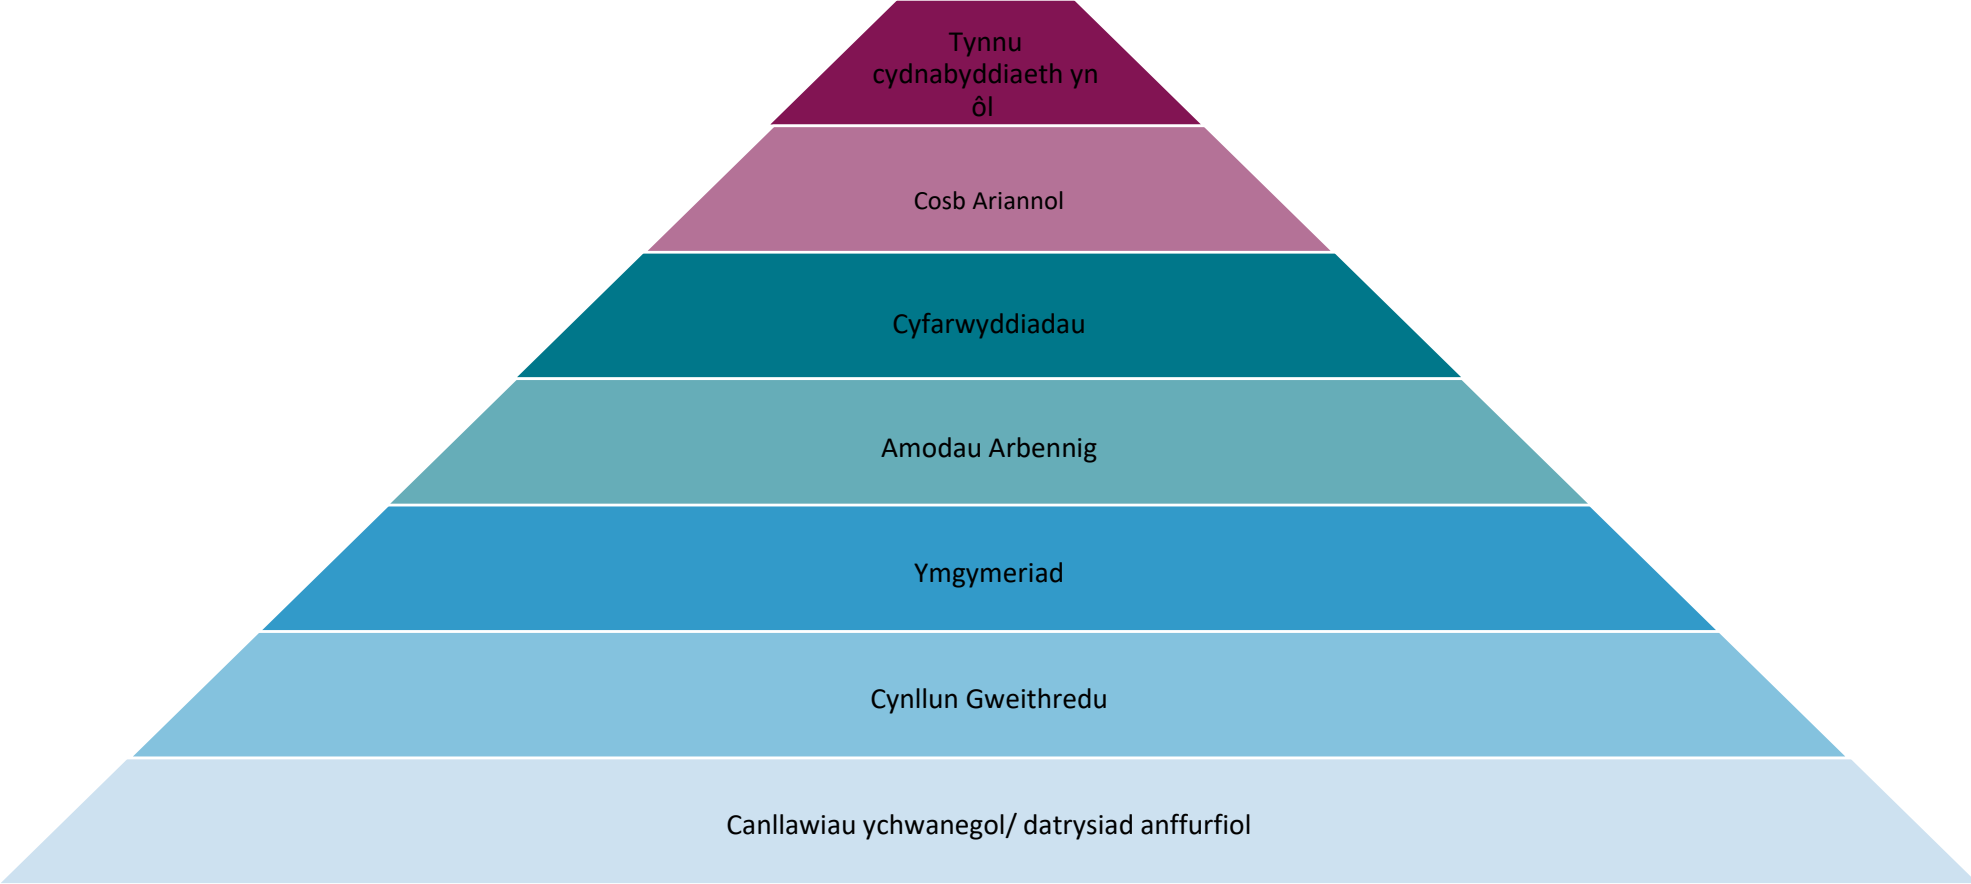 Tynnu
cydnabyddiaeth yn
ôl
Cosb Ariannol
Cyfarwyddiadau
Amodau Arbennig
Ymgymeriad
Cynllun Gweithredu
Canllawiau ychwanegol/ datrysiad anffurfiol